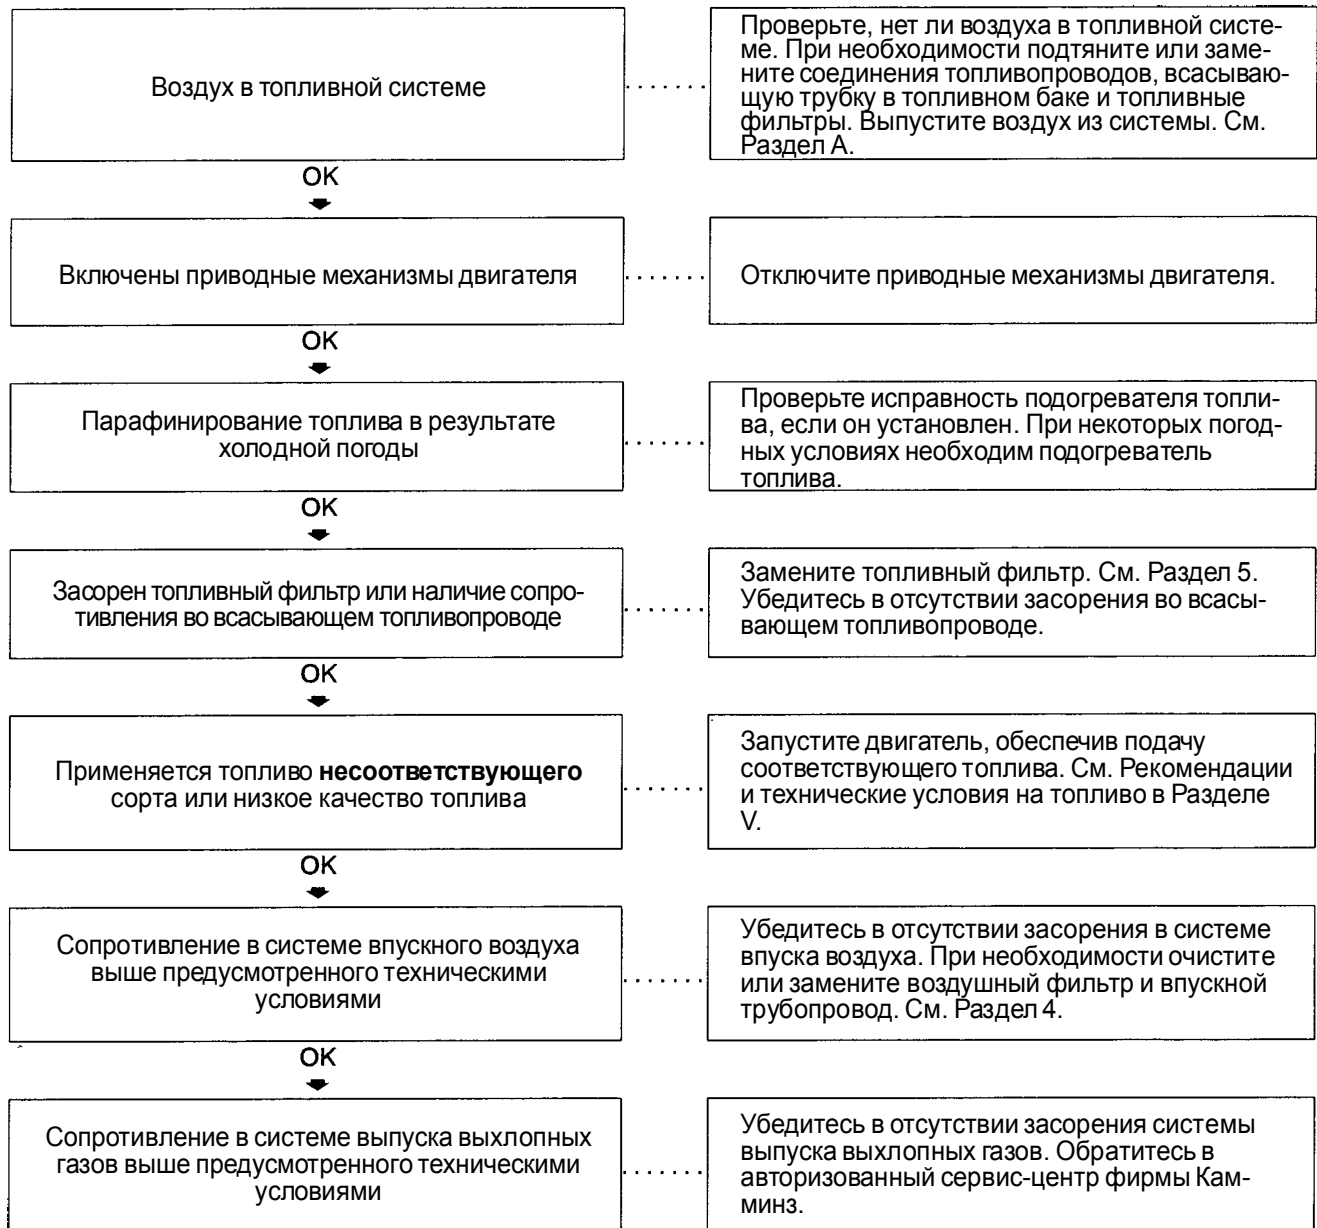 Воздух в топливной системе
Проверьте, нет ли воздуха в топливной систе-
ме. При необходимости подтяните или заме-
ните соединения топливопроводов, всасываю-
щую трубку в топливном баке и топливные
фильтры. Выпустите воздух из системы. См.
Раздел А.
OK
Включены приводные механизмы двигателя
Отключите приводные механизмы двигателя.
OK
Парафинирование топлива в результате
холодной погоды
Проверьте исправность подогревателя топли-
ва, если он установлен. При некоторых погод-
ных условиях необходим подогреватель
топлива.
OK
Засорен топливный фильтр или наличие сопро-
тивления во всасывающем топливопроводе
Замените топливный фильтр. См. Раздел 5.
Убедитесь в отсутствии засорения во всасы-
вающем топливопроводе.
OK
Применяется топливо несоответствующего
сорта или низкое качество топлива
Запустите двигатель, обеспечив подачу
соответствующего топлива. См. Рекомендации
и технические условия на топливо в Разделе
V.
OK
Сопротивление в системе впускного воздуха
выше предусмотренного техническими
условиями
Убедитесь в отсутствии засорения в системе
впуска воздуха. При необходимости очистите
или замените воздушный фильтр и впускной
трубопровод. См. Раздел 4.
OK
Сопротивление в системе выпуска выхлопных
газов выше предусмотренного техническими
условиями
Убедитесь в отсутствии засорения системы
выпуска выхлопных газов. Обратитесь в
авторизованный сервис-центр фирмы Кам-
минз.